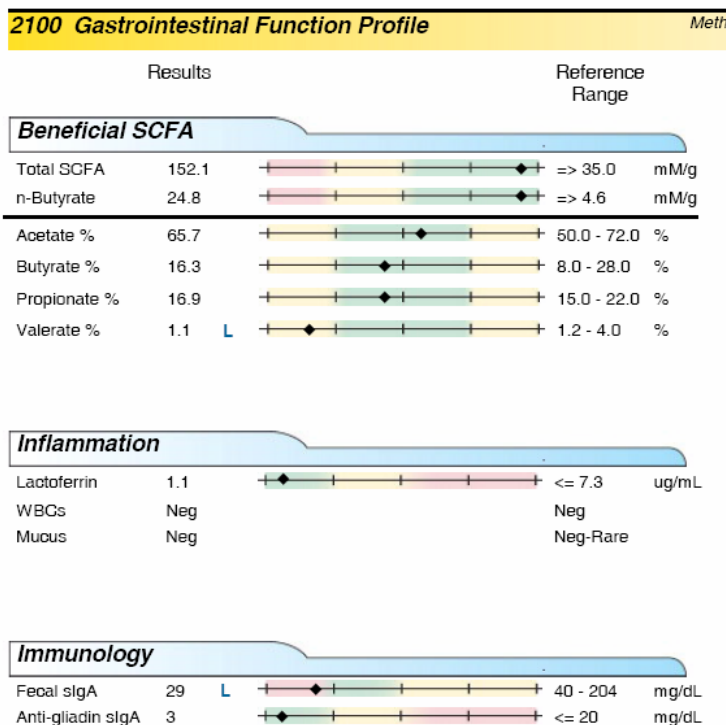 2100 Gastrointestinal Function Profile Meth
Results Reference
Range
Beneficial SCFA
Total SCFA 152.1 => 35.0 mM/g
n-Butyrate 24.8 => 4.6 mM/g
Acetate % 65.7 50.0 - 72.0 %
Butyrate % 16.3 8.0 - 28.0 %
Propionate % 16.9 15.0 - 22.0 %
Valerate % 1.1 L 1.2 - 4.0 %
Inflammation
Lactoferrin 1.1 <= 7.3 ug/mL
WBCs Neg Neg
Mucus Neg Neg-Rare
Immunology
Fecal sIgA 29 L 40 - 204 mg/dL
Anti-gliadin sIgA 3 <= 20 mg/dL